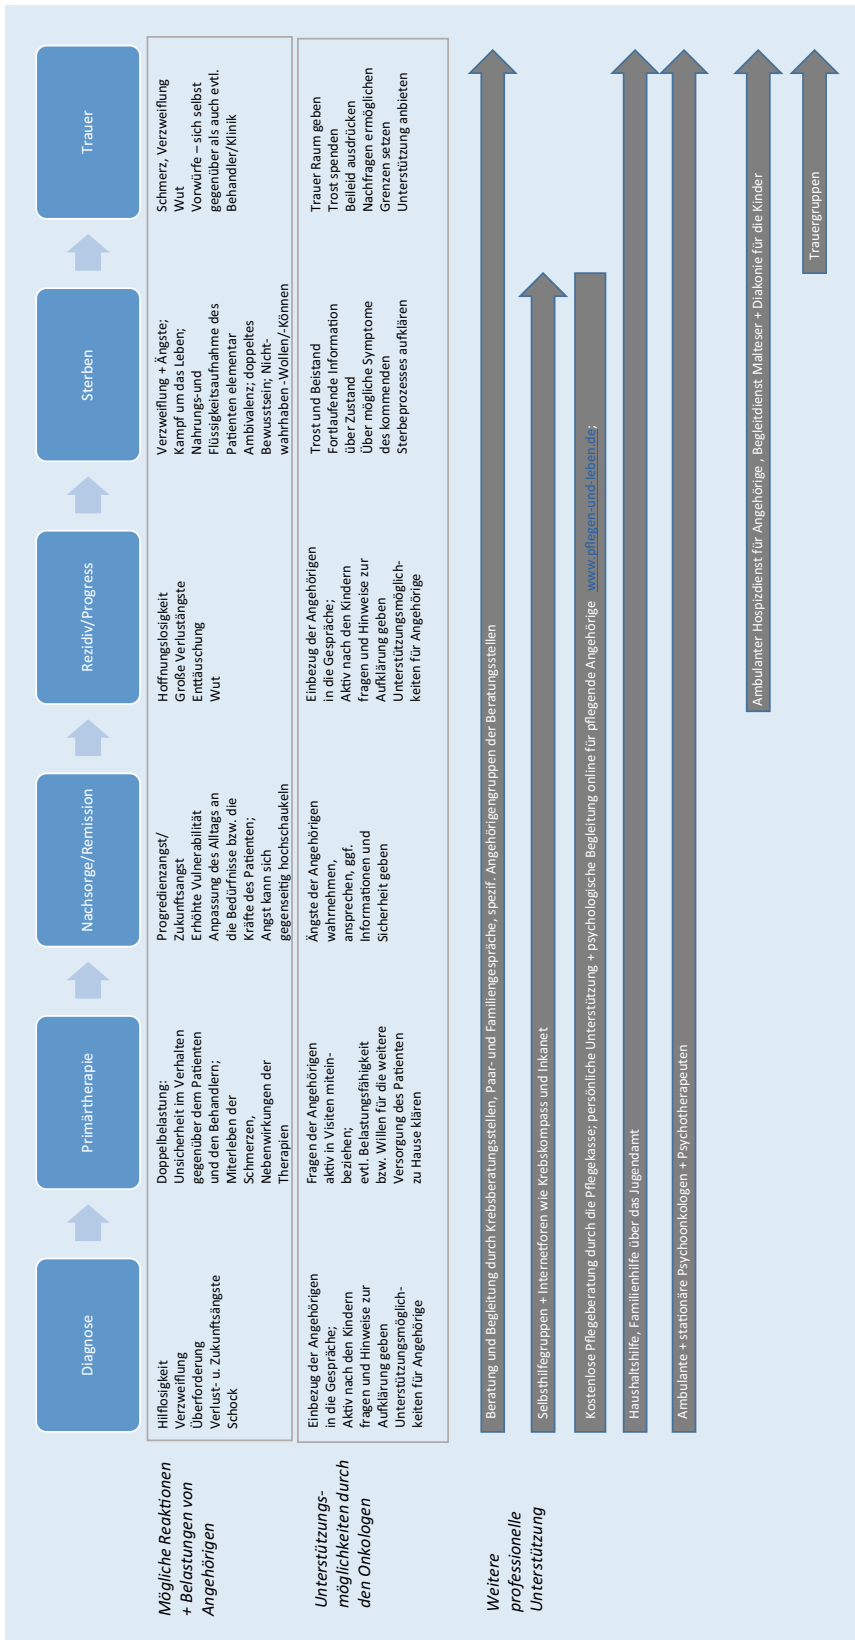 Diagnose
Primärtherapie
Nachsorge/Remission
Rezidiv/Progress
Sterben
Trauer
Mögliche Reaktionen
+ Belastungen von
Angehörigen
Hilflosigkeit
Verzweiflung
Überforderung
Verlust- u. Zukunftsängste
Schock
Doppelbelastung:
Unsicherheit im Verhalten
gegenüber dem Patienten
und den Behandlern;
Miterleben der
Schmerzen,
Nebenwirkungen der
Therapien
Progredienzangst/
Zukunftsangst
Erhöhte Vulnerabilität
Anpassung des Alltags an
die Bedürfnisse bzw. die
Kräfte des Patienten;
Angst kann sich
gegenseitig hochschaukeln
Hoffnungslosigkeit
Große Verlustängste
Enttäuschung
Wut
Verzweiflung + Ängste;
Kampf um das Leben;
Nahrungs-und
Flüssigkeitsaufnahme des
Patienten elementar
Ambivalenz; doppeltes
Bewusstsein; Nicht-
wahrhaben -Wollen/-Können
Schmerz, Verzweiflung
Wut
Vorwürfe – sich selbst
gegenüber als auch evtl.
Behandler/Klinik
Unterstützungs-
möglichkeiten durch
den Onkologen
Einbezug der Angehörigen
in die Gespräche;
Aktiv nach den Kindern
fragen und Hinweise zur
Aufklärung geben
Unterstützungsmöglich-
keiten für Angehörige
Fragen der Angehörigen
aktiv in Visiten mitein-
beziehen;
evtl. Belastungsfähigkeit
bzw. Willen für die weitere
Versorgung des Patienten
zu Hause klären
Ängste der Angehörigen
wahrnehmen,
ansprechen, ggf.
Informationen und
Sicherheit geben
Einbezug der Angehörigen
in die Gespräche;
Aktiv nach den Kindern
fragen und Hinweise zur
Aufklärung geben
Unterstützungsmöglich-
keiten für Angehörige
Trost und Beistand
Fortlaufende Information
über Zustand
Über mögliche Symptome
des kommenden
Sterbeprozesses aufklären
Trauer Raum geben
Trost spenden
Beileid ausdrücken
Nachfragen ermöglichen
Grenzen setzen
Unterstützung anbieten
Weitere
professionelle
Unterstützung
Beratung und Begleitung durch Krebsberatungsstellen, Paar- und Familiengespräche, spezif. Angehörigengruppen der Beratungsstellen
Selbsthilfegruppen + Internetforen wie Krebskompass und Inkanet
Kostenlose Pflegeberatung durch die Pflegekasse; persönliche Unterstützung + psychologische Begleitung online für pflegende Angehörige www.pflegen-und-leben.de;
Haushaltshilfe, Familienhilfe über das Jugendamt
Ambulante + stationäre Psychoonkologen + Psychotherapeuten
Ambulanter Hospizdienst für Angehörige , Begleitdienst Malteser + Diakonie für die Kinder
Trauergruppen